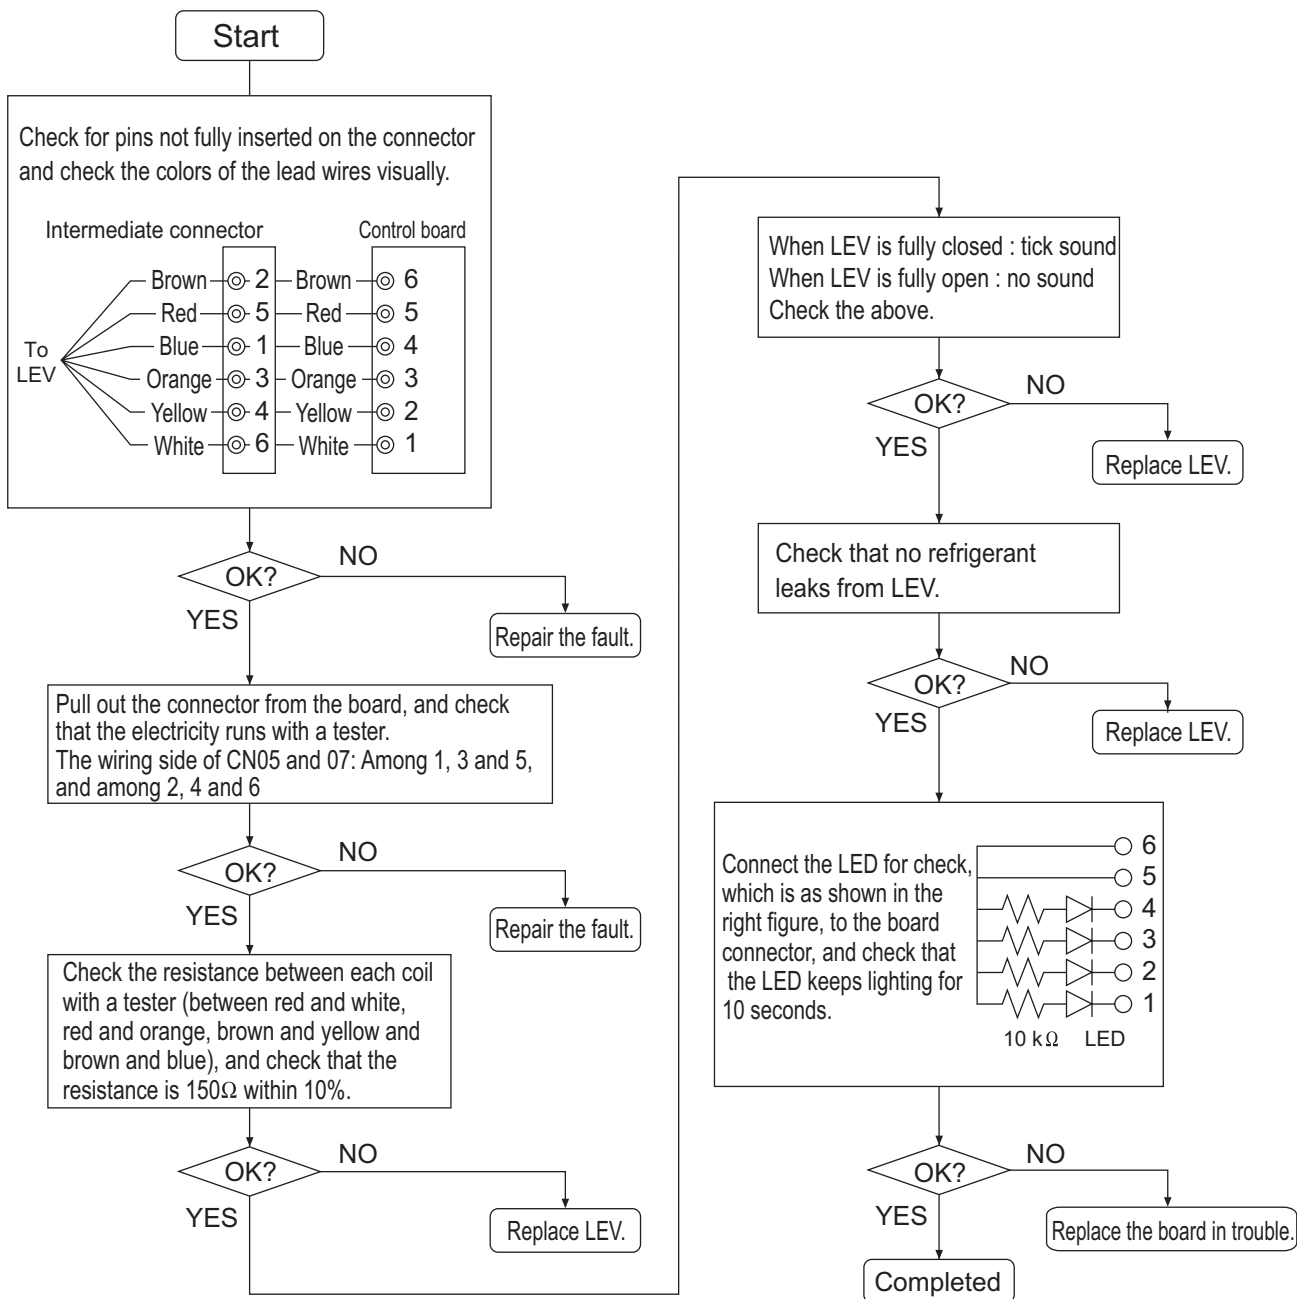 Start
Check for pins not fully inserted on the connector
and check the colors of the lead wires visually.
Intermediate connector Control board
Brown 2 Brown 6
Red 5 Red 5
Blue 1 Blue 4
To
LEV
Orange 3 Orange 3
Yellow 4 Yellow 2
White 6 White 1
OK?
NO
YES
Repair the fault.
Pull out the connector from the board, and check
that the electricity runs with a tester.
The wiring side of CN05 and 07: Among 1, 3 and 5,
and among 2, 4 and 6
OK?
NO
YES
Repair the fault.
Check the resistance between each coil
with a tester (between red and white,
red and orange, brown and yellow and
brown and blue), and check that the
resistance is 150Ω within 10%.
OK?
NO
YES
Replace LEV.
When LEV is fully closed : tick sound
When LEV is fully open : no sound
Check the above.
OK?
NO
YES
Replace LEV.
Check that no refrigerant
leaks from LEV.
OK?
NO
YES
Replace LEV.
Connect the LED for check,
which is as shown in the
right figure, to the board
connector, and check that
the LED keeps lighting for
10 seconds.
6
5
4
3
2
1
10 kΩ LED
OK?
NO
YES
Replace the board in trouble.
Completed